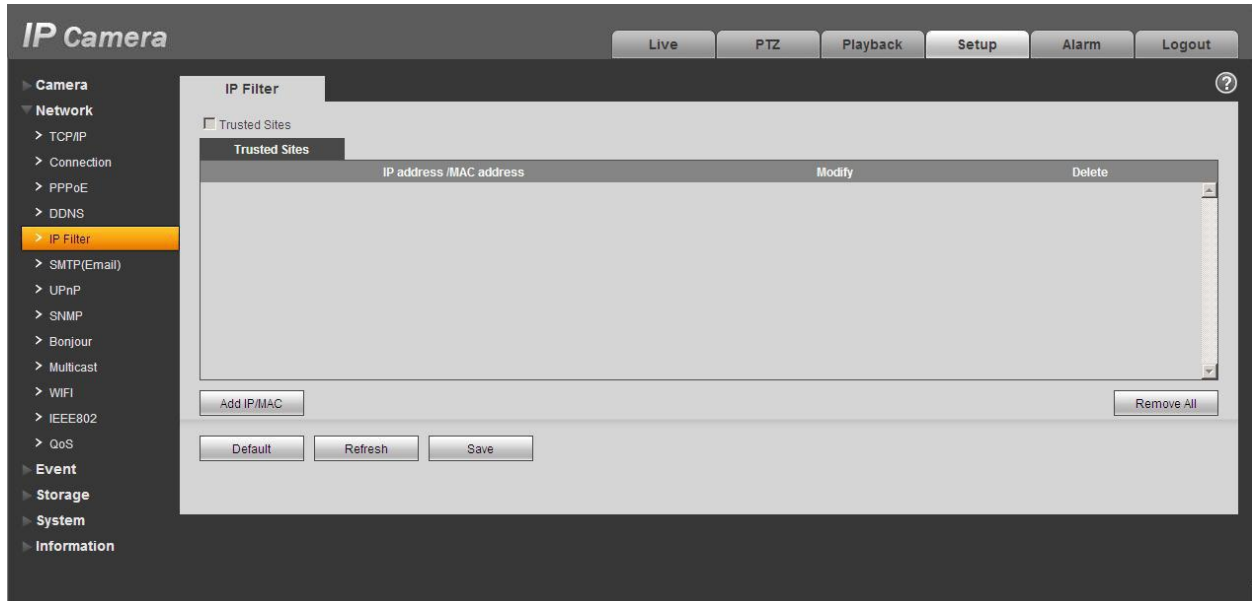 IP Camera
Live PTZ Playback Setup Alarm Logout
Camera
Network
> TCP/IP
> Connection
> PPPoE
> DDNS
> IP Filter
> SMTP(Email)
> UPnP
> SNMP
> Bonjour
> Multicast
> WIFI
> IEEE802
> QoS
Event
Storage
System
Information
IP Filter
?
Trusted Sites
Trusted Sites
IP address /MAC address Modify Delete
Add IP/MAC Remove All
Default Refresh Save